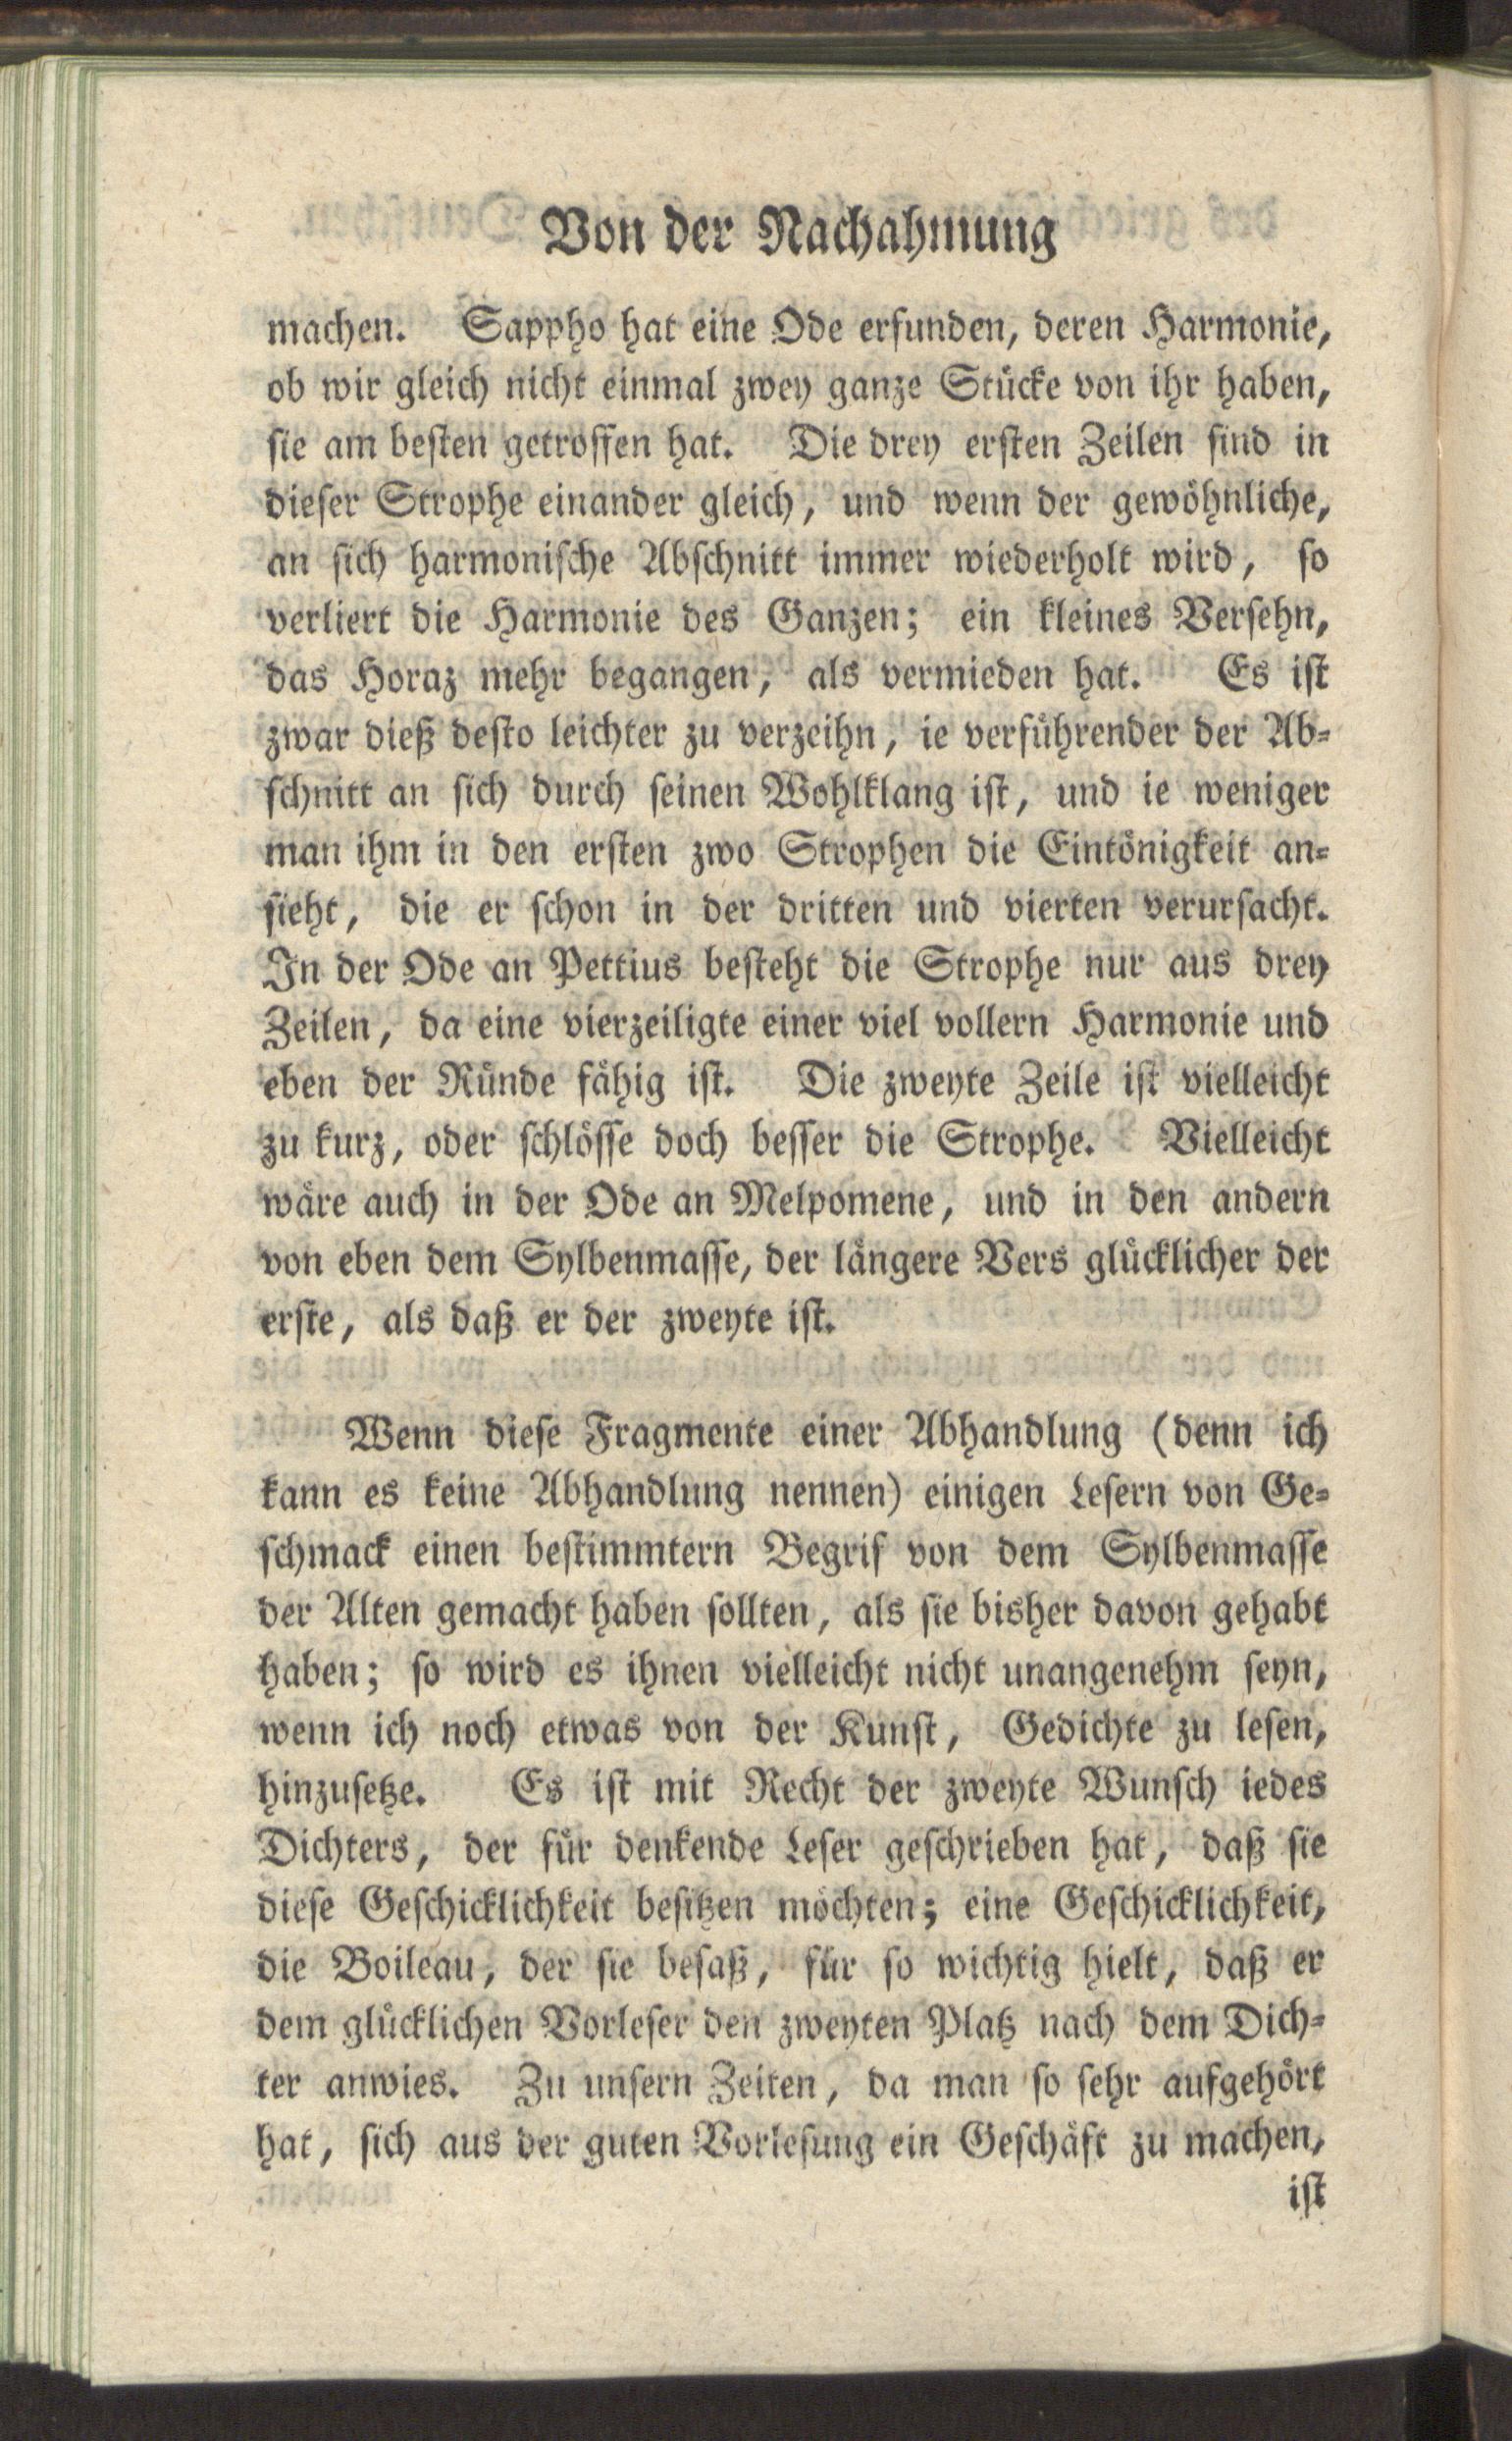 Von der Nachahmung
machen. Sappho hat eine Ode erfunden, deren Harmonie,
ob wir gleich nicht einmal zwey ganze Stücke von ihr haben,
sie am besten getroffen hat. Die drey ersten Zeilen sind in
dieser Strophe einander gleich, und wenn der gewöhnliche,
an sich harmonische Abschnitt immer wiederholt wird, so
verliert die Harmonie des Ganzen; ein kleines Versehn,
das Horaz mehr begangen, als vermieden hat. Es ist
zwar dieß desto leichter zu verzeihn, ie verführender der Ab-
schnitt an sich durch seinen Wohlklang ist, und ie weniger
man ihm in den ersten zwo Strophen die Eintönigkeit an-
sieht, die er schon in der dritten und vierten verursacht.
In der Ode an Pettius besteht die Strophe nur aus drey
Zeilen, da eine vierzeiligte einer viel vollern Harmonie und
eben der Ründe fähig ist. Die zweyte Zeile ist vielleicht
zu kurz, oder schlösse doch besser die Strophe. Vielleicht
wäre auch in der Ode an Melpomene, und in den andern
von eben dem Sylbenmasse, der längere Vers glücklicher der
erste, als daß er der zweyte ist.
Wenn diese Fragmente einer Abhandlung (denn ich
kann es keine Abhandlung nennen) einigen Lesern von Ge-
schmack einen bestimmtern Begrif von dem Sylbenmasse
der Alten gemacht haben sollten, als sie bisher davon gehabt
haben; so wird es ihnen vielleicht nicht unangenehm seyn,
wenn ich noch etwas von der Kunst, Gedichte zu lesen,
hinzusetze. Es ist mit Recht der zweyte Wunsch iedes
Dichters, der für denkende Leser geschrieben hat, daß sie
diese Geschicklichkeit besitzen möchten; eine Geschicklichkeit,
die Boileau, der sie besaß, für so wichtig hielt, daß er
dem glücklichen Vorleser den zweyten Platz nach dem Dich-
ter anwies. Zu unsern Zeiten, da man so sehr aufgehört
hat, sich aus der guten Vorlesung ein Geschäft zu machen,
ist